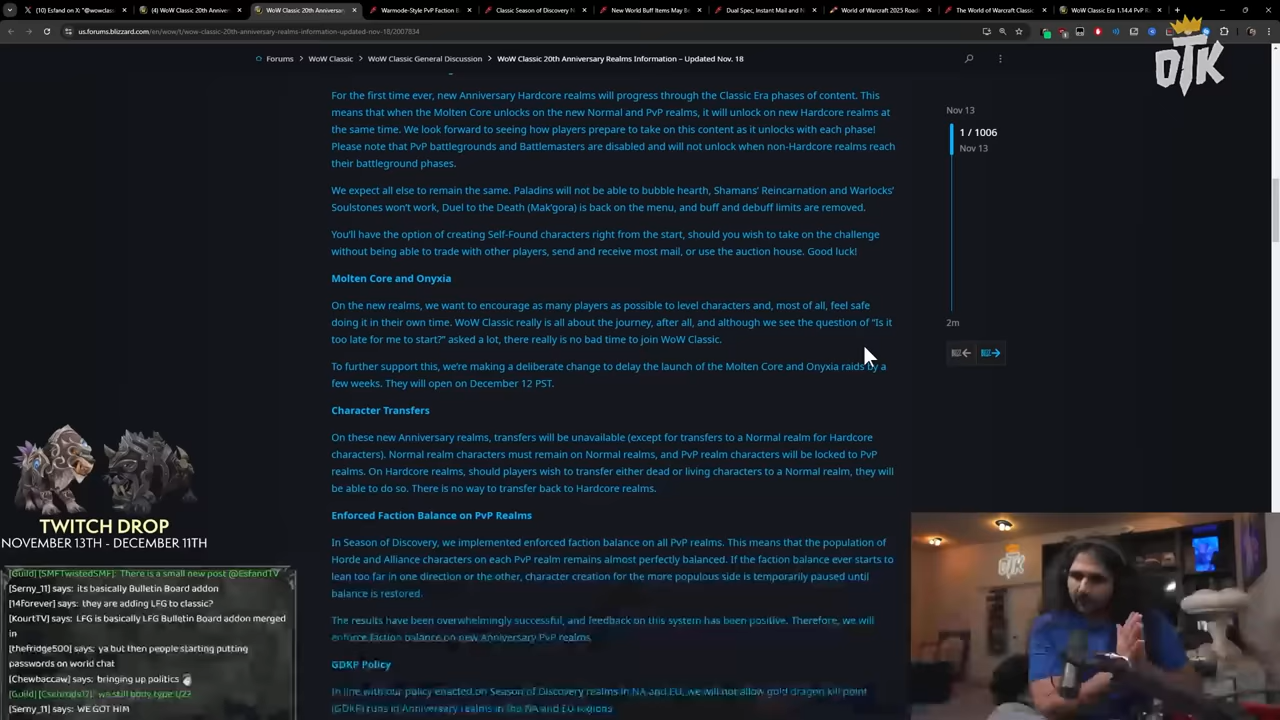 (10) Esfand on X: "@wowclas
(4) WoW Classic 20th Anniver
WoW Classic 20th Anniversary
Warmode-Style PvP Faction B
Classic Season of Discovery N
New World Buff Items May B
Dual Spec, Instant Mail and N
World of Warcraft 2025 Road
The World of Warcraft Classic
WoW Classic Era 1.14.4 PvP R
us.forums.blizzard.com/en/wow/t/wow-classic-20th-anniversary-realms-information-updated-nov-18/2007834
OTK
Forums
WoW Classic
WoW Classic General Discussion
WoW Classic 20th Anniversary Realms Information – Updated Nov. 18
For the first time ever, new Anniversary Hardcore realms will progress through the Classic Era phases of content. This
means that when the Molten Core unlocks on the new Normal and PvP realms, it will unlock on new Hardcore realms at
the same time. We look forward to seeing how players prepare to take on this content as it unlocks with each phase!
Please note that PvP battlegrounds and Battlemasters are disabled and will not unlock when non-Hardcore realms reach
their battleground phases.
We expect all else to remain the same. Paladins will not be able to bubble hearth, Shamans' Reincarnation and Warlocks'
Soulstones won't work, Duel to the Death (Mak'gora) is back on the menu, and buff and debuff limits are removed.
You'll have the option of creating Self-Found characters right from the start, should you wish to take on the challenge
without being able to trade with other players, send and receive most mail, or use the auction house. Good luck!
Molten Core and Onyxia
On the new realms, we want to encourage as many players as possible to level characters and, most of all, feel safe
doing it in their own time. WoW Classic really is all about the journey, after all, and although we see the question of "Is it
too late for me to start?" asked a lot, there really is no bad time to join WoW Classic.
To further support this, we're making a deliberate change to delay the launch of the Molten Core and Onyxia raids by a
few weeks. They will open on December 12 PST.
Character Transfers
On these new Anniversary realms, transfers will be unavailable (except for transfers to a Normal realm for Hardcore
characters). Normal realm characters must remain on Normal realms, and PvP realm characters will be locked to PvP
realms. On Hardcore realms, should players wish to transfer either dead or living characters to a Normal realm, they will
be able to do so. There is no way to transfer back to Hardcore realms.
Enforced Faction Balance on PvP Realms
In Season of Discovery, we implemented enforced faction balance on all PvP realms. This means that the population of
Horde and Alliance characters on each PvP realm remains almost perfectly balanced. If the faction balance ever starts to
lean too far in one direction or the other, character creation for the more populous side is temporarily paused until
balance is restored.
The results have been overwhelmingly successful, and feedback on this system has been positive. Therefore, we will
enforce faction balance on new Anniversary PvP realms.
GDKP Policy
In line with our policy enacted on Season of Discovery realms in NA and EU, we will not allow gold dragon kill point
(GDKP) runs in Anniversary realms in the NA and EU regions.
Nov 13
1 / 1006
Nov 13
2m
TWITCH DROP
NOVEMBER 13TH - DECEMBER 11TH
[Guild] [SMFTwistedSMF]: There is a small new post @EsfandTV
[Serny_11] says: its basically Bulletin Board addon
[14forever] says: they are adding LFG to classic?
[KourtTV] says: LFG is basically LFG Bulletin Board addon merged
in
[thefridge500] says: ya but then people starting putting
passwords on world chat
[Chewbaccaw] says: bringing up politics
we still body type 1/2?
[Serny_11] says: WE GOT HIM
OTK